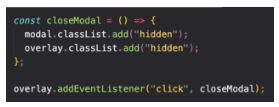 const closeModal = () => {
modal.classList.add("hidden");
overlay.classList.add("hidden");
};
overlay.addEventListener("click", closeModal);